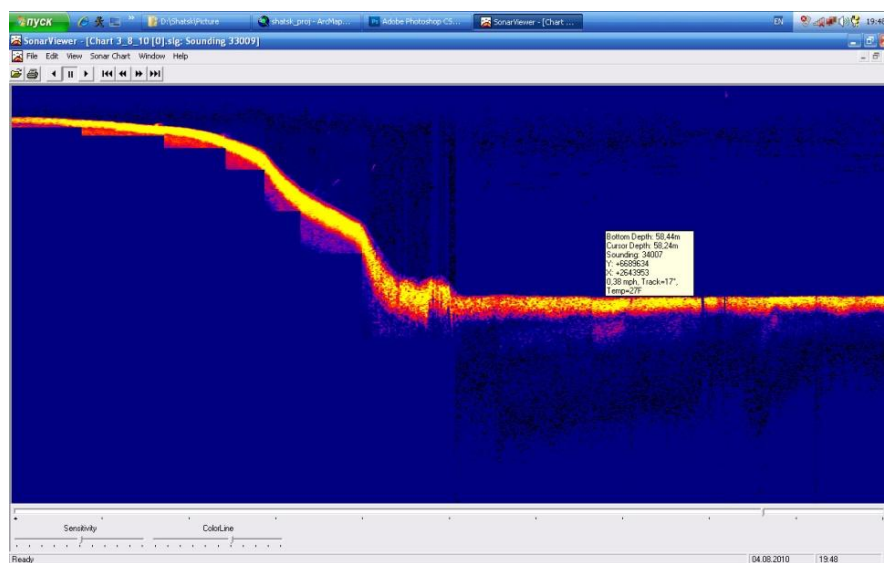 пуск D:\Shatsk\Picture shatsk_proj - ArcMap... Adobe Photoshop CS... SonarViewer - [Chart ... EN 19:48
SonarViewer - [Chart 3_8_10 [0].slg: Sounding 33009]
File Edit View Sonar Chart Window Help
Bottom Depth: 58,44m
Cursor Depth: 58,24m
Sounding: 34007
Y: +6689634
X: +2643953
0,38 mph, Track=17°,
Temp=27F
Sensitivity ColorLine
Ready 04.08.2010 19:48